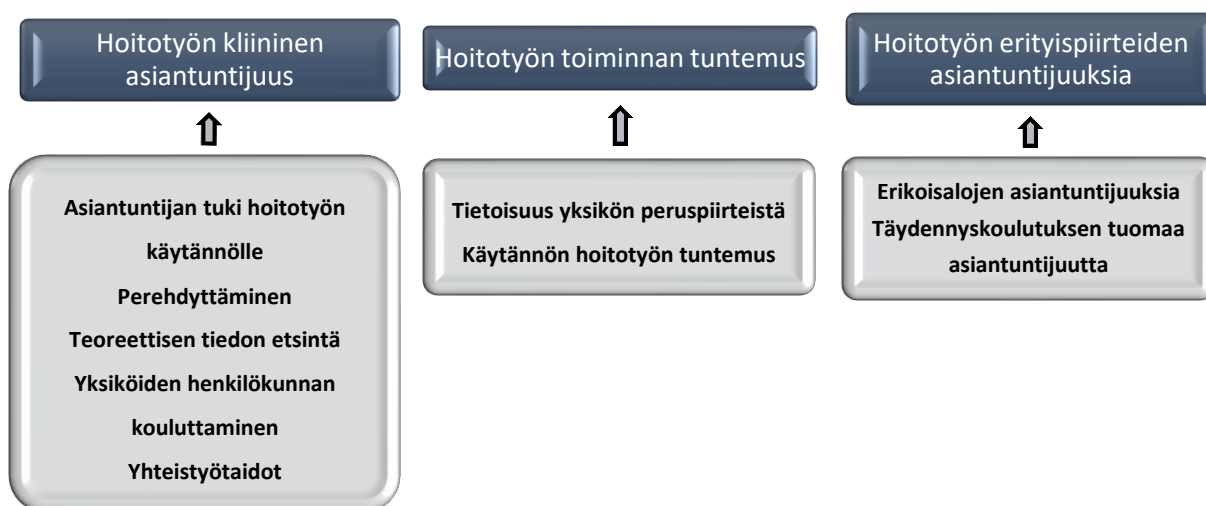 Hoitotyön kliininen
asiantuntijuus
Asiantuntijan tuki hoitotyön
käytännölle
Perehdyttäminen
Teoreettisen tiedon etsintä
Yksiköiden henkilökunnan
kouluttaminen
Yhteistyötaidot
Hoitotyön toiminnan tuntemus
Tietoisuus yksikön peruspiirteistä
Käytännön hoitotyön tuntemus
Hoitotyön erityispiirteiden
asiantuntijuuksia
Erikoisalojen asiantuntijuuksia
Täydennyskoulutuksen tuomaa
asiantuntijuutta